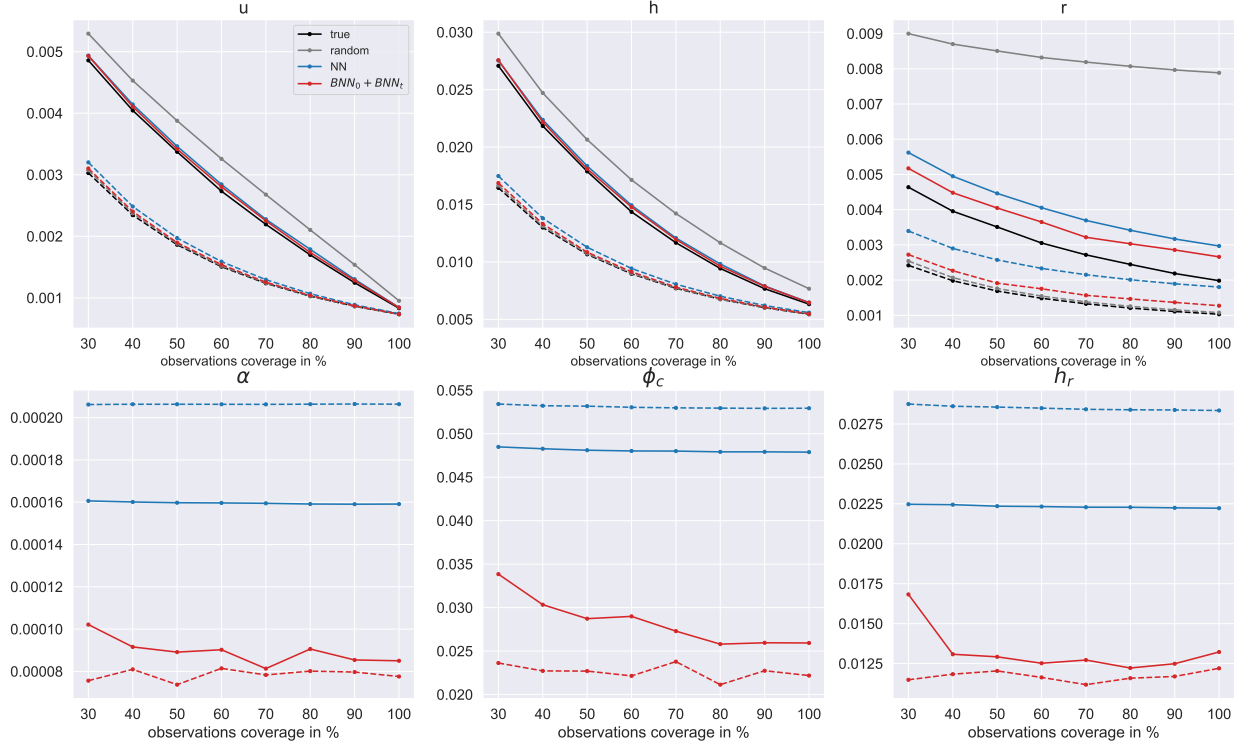 u
0.005
0.004
0.003
0.002
0.001
true
random
NN
BNN₀ + BNNₜ
30 40 50 60 70 80 90 100
observations coverage in %
h
0.030
0.025
0.020
0.015
0.010
0.005
30 40 50 60 70 80 90 100
observations coverage in %
r
0.009
0.008
0.007
0.006
0.005
0.004
0.003
0.002
0.001
30 40 50 60 70 80 90 100
observations coverage in %
α
0.00020
0.00018
0.00016
0.00014
0.00012
0.00010
0.00008
30 40 50 60 70 80 90 100
observations coverage in %
ϕ_c
0.055
0.050
0.045
0.040
0.035
0.030
0.025
0.020
30 40 50 60 70 80 90 100
observations coverage in %
hᵣ
0.0275
0.0250
0.0225
0.0200
0.0175
0.0150
0.0125
30 40 50 60 70 80 90 100
observations coverage in %